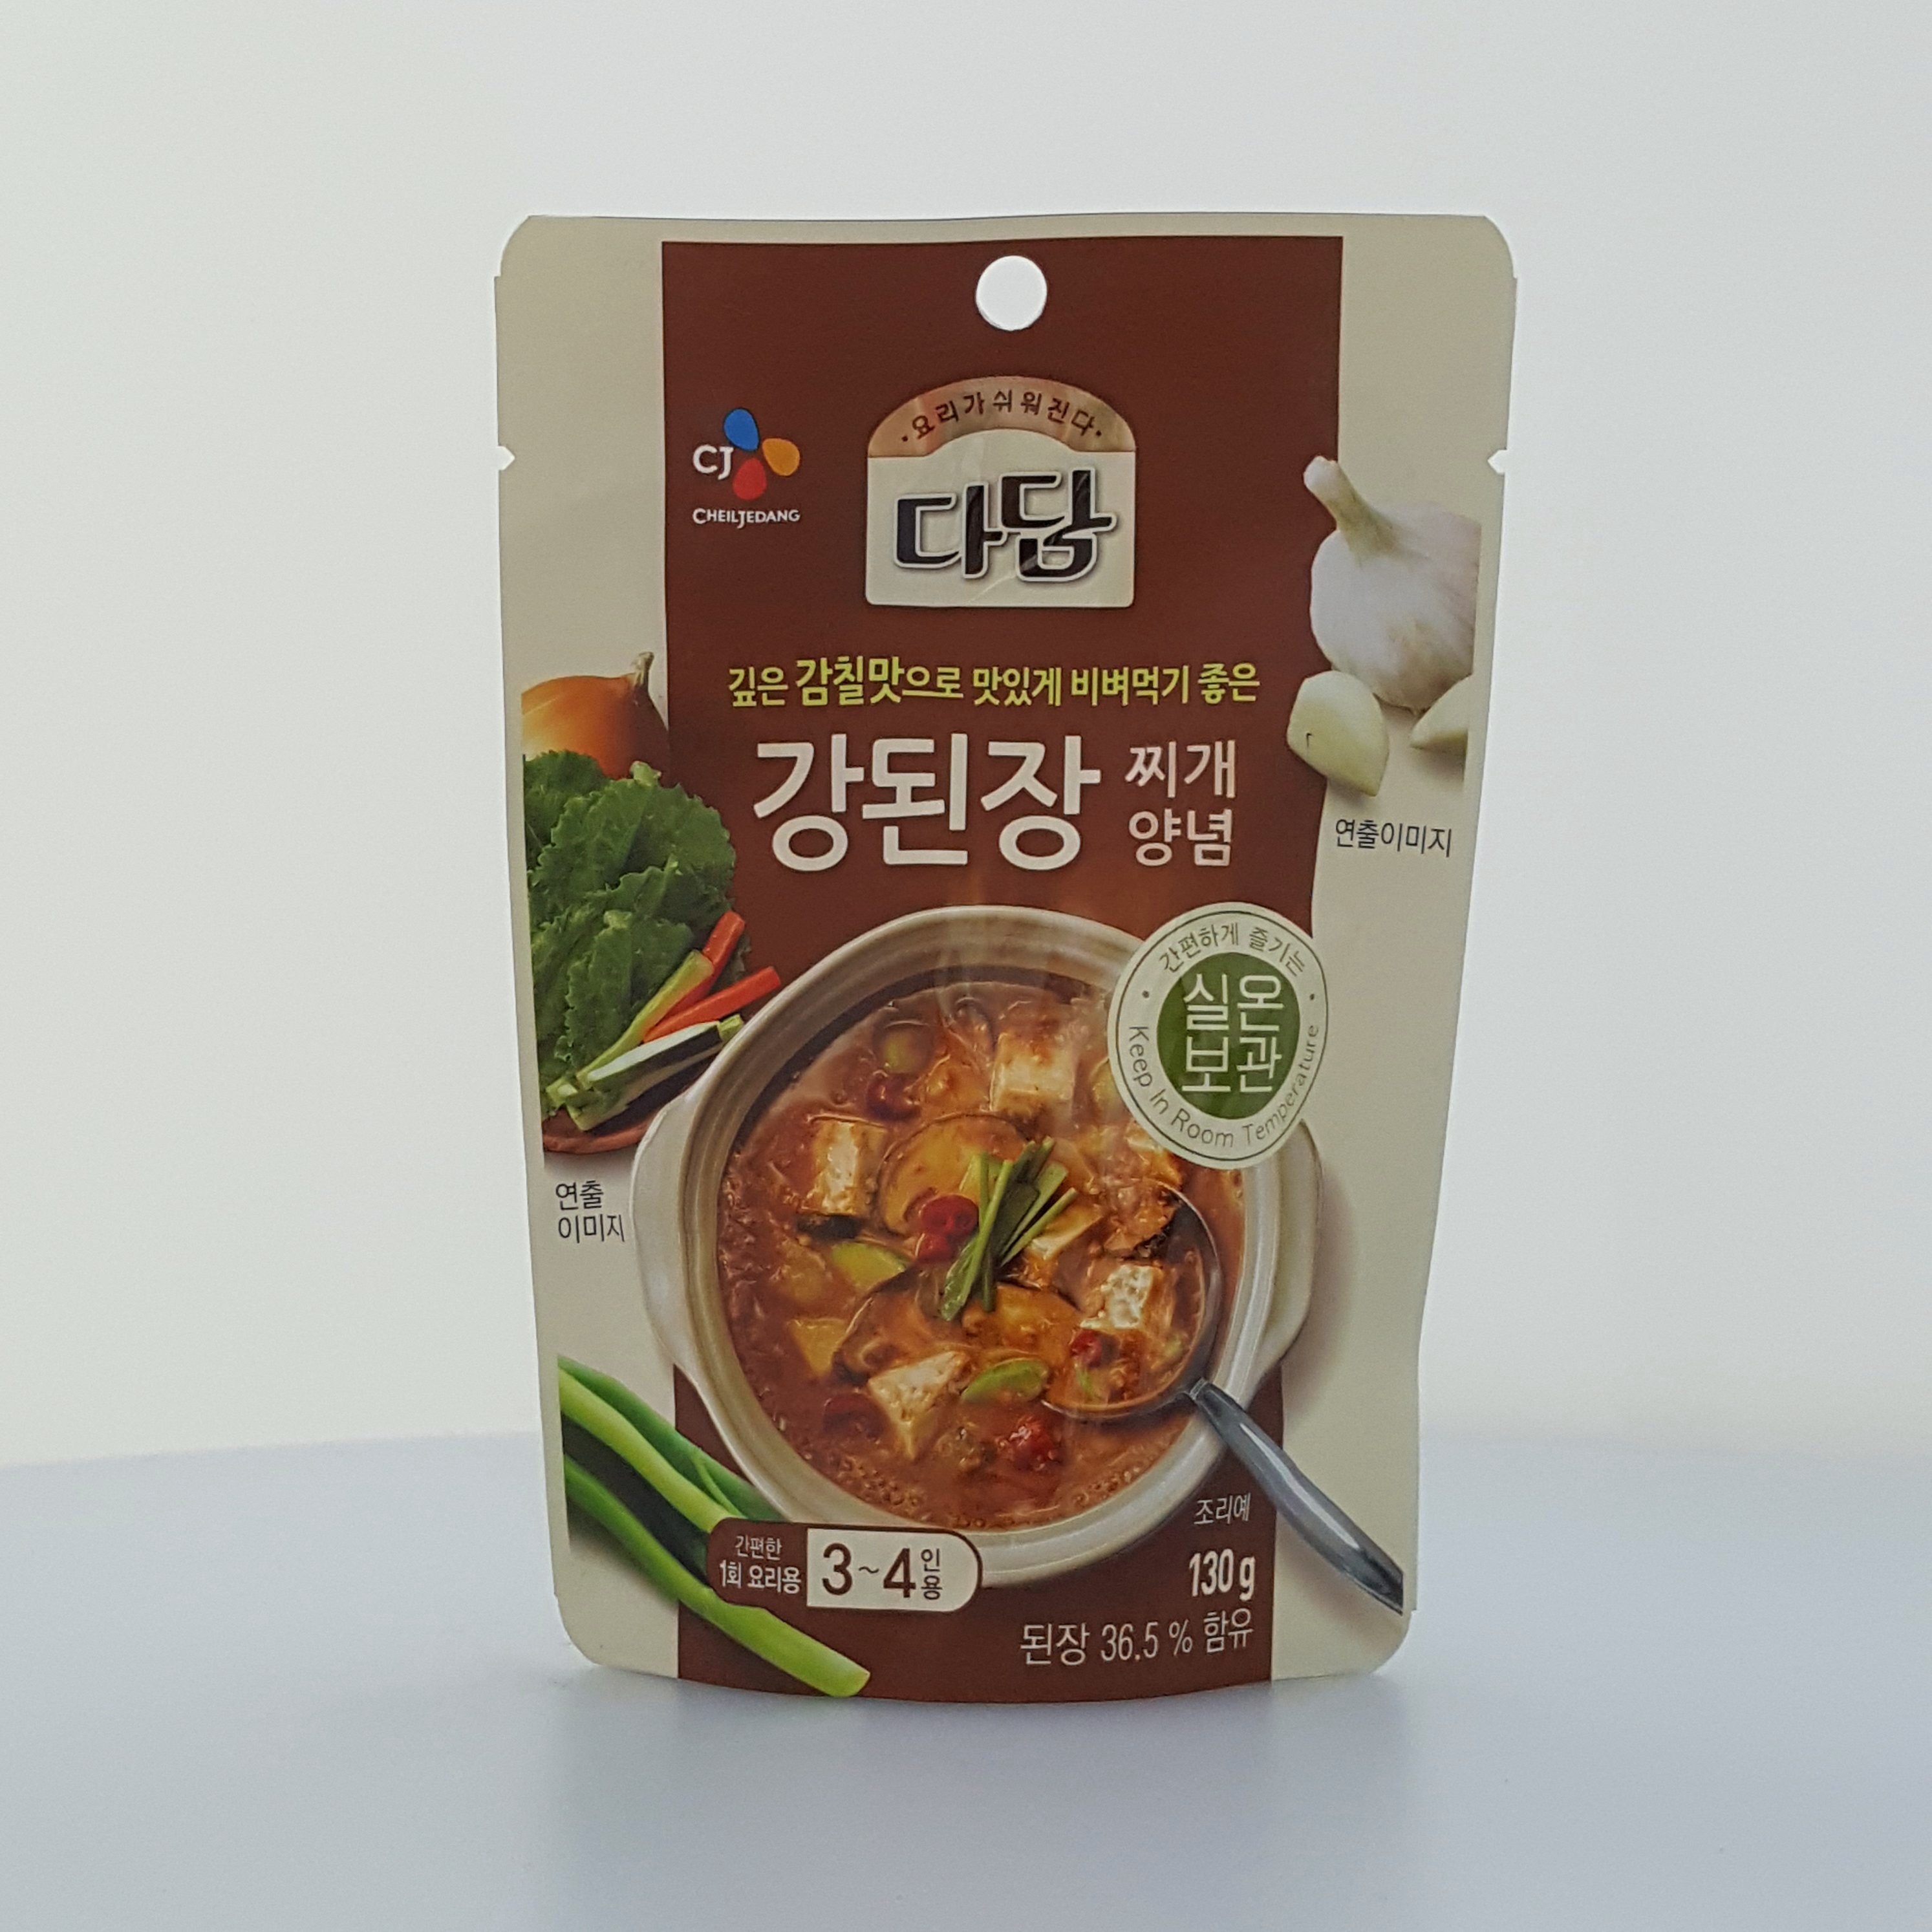 요리가 쉬워진다
CJ
CHEILJEDANG
다담
깊은 감칠맛으로 맛있게 비벼먹기 좋은
강된장 찌개
양념
연출이미지
간편하게 즐기는
실온
보관
Keep In Room Temperature
연출
이미지
조리예
간편한
1회 요리용
3~4인용
130 g
된장 36.5 % 함유